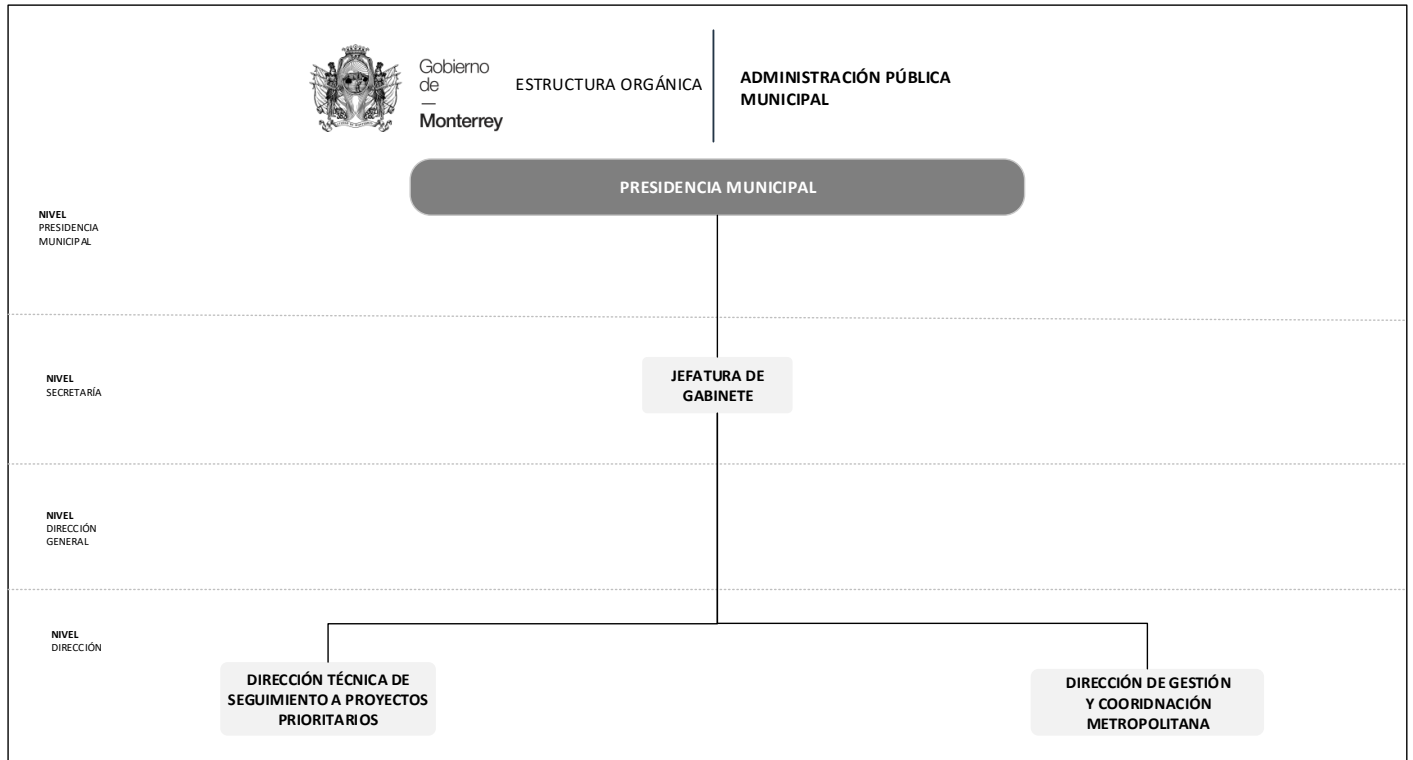 Gobierno
de
—
Monterrey
ESTRUCTURA ORGÁNICA
ADMINISTRACIÓN PÚBLICA
MUNICIPAL
PRESIDENCIA MUNICIPAL
NIVEL
PRESIDENCIA
MUNICIPAL
NIVEL
SECRETARÍA
JEFATURA DE
GABINETE
NIVEL
DIRECCIÓN
GENERAL
NIVEL
DIRECCIÓN
DIRECCIÓN TÉCNICA DE
SEGUIMIENTO A PROYECTOS
PRIORITARIOS
DIRECCIÓN DE GESTIÓN
Y COORIDNACIÓN
METROPOLITANA